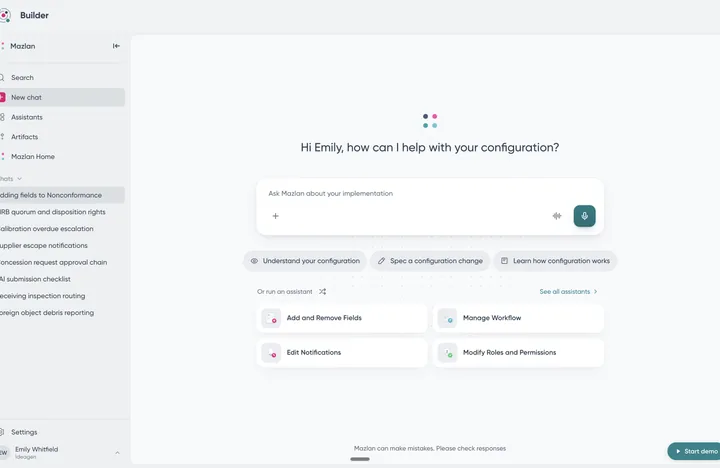 Builder
Mazlan
Search
New chat
Assistants
Artifacts
Mazlan Home
hats
dding fields to Nonconformance
RB quorum and disposition rights
alibration overdue escalation
upplier escape notifications
oncession request approval chain
AI submission checklist
eceiving inspection routing
oreign object debris reporting
Settings
EW
Emily Whitfield
Ideagen
Hi Emily, how can I help with your configuration?
Ask Mazlan about your implementation
Understand your configuration
Spec a configuration change
Learn how configuration works
Or run an assistant
See all assistants
Add and Remove Fields
Manage Workflow
Edit Notifications
Modify Roles and Permissions
Mazlan can make mistakes. Please check responses
Start demo